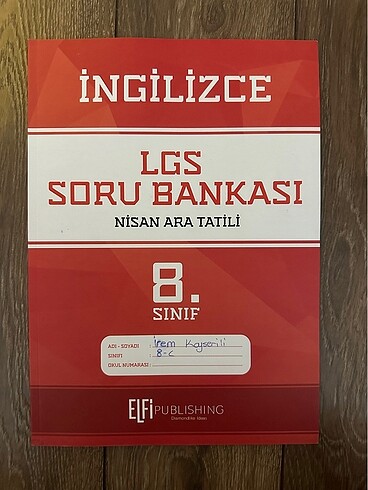 İNGİLİZCE
LGS
SORU BANKASI
NİSAN ARA TATİLİ
8.
SINIF
ADI - SOYADI : İrem Kayserili
SINIFI : 8-C
OKUL NUMARASI :
ELFİ PUBLISHING